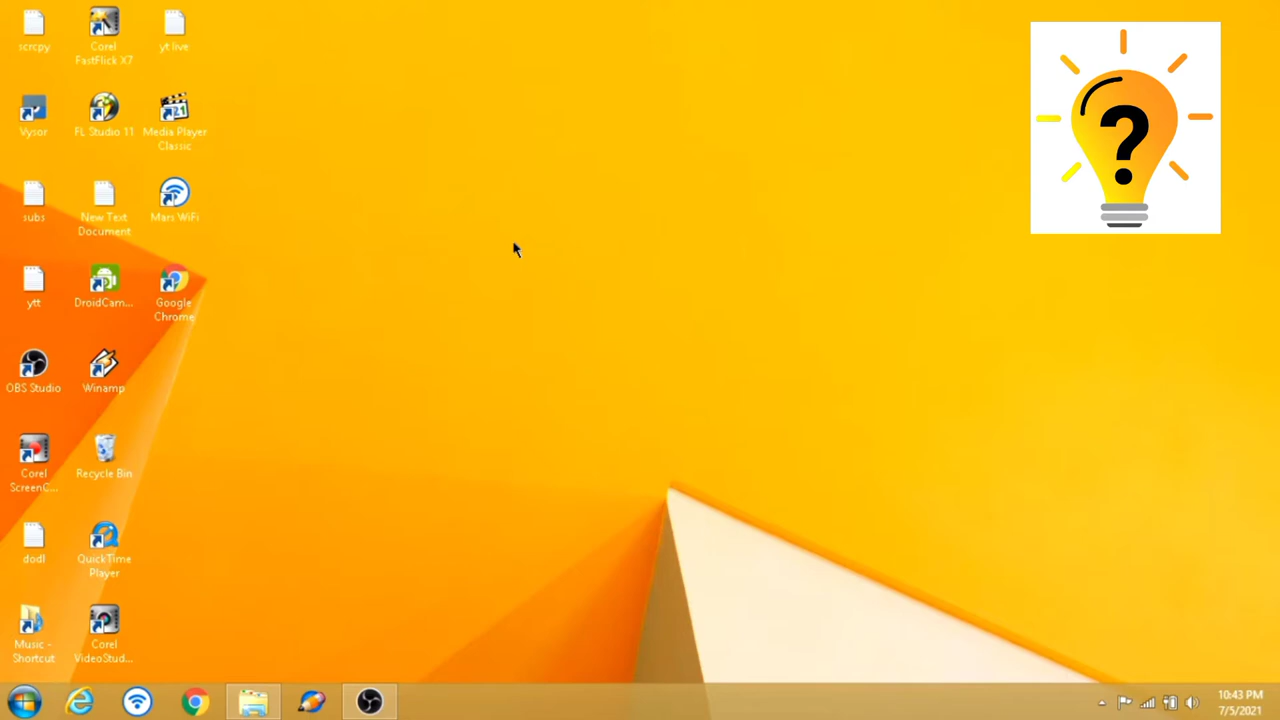 scrcpy
Corel
FastFlick X7
yt live
Vysor
FL Studio 11
Media Player
Classic
subs
New Text
Document
Mars WiFi
ytt
DroidCam...
Google
Chrome
OBS Studio
Winamp
Corel
ScreenC...
Recycle Bin
dodl
QuickTime
Player
Music -
Shortcut
Corel
VideoStud...
?
10:43 PM
7/5/2021